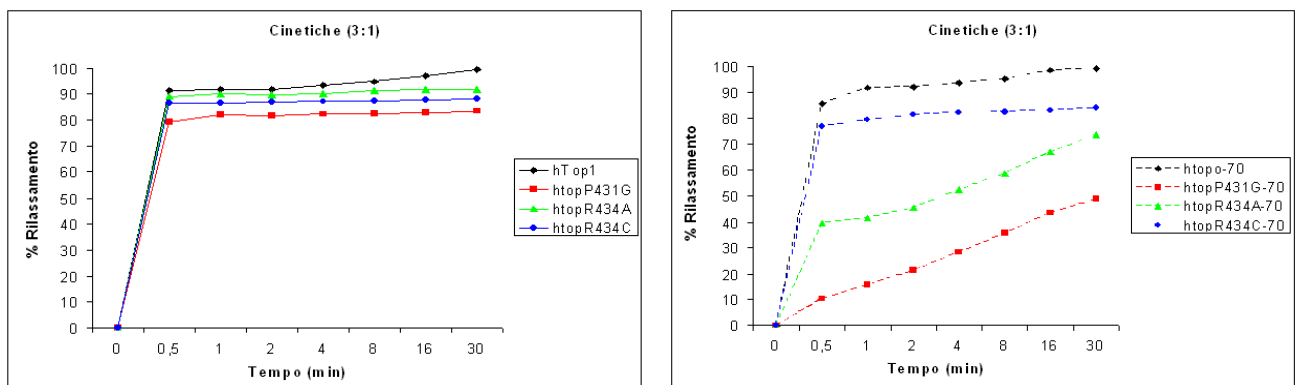 Cinetiche (3:1)
% Rilassamento
100
90
80
70
60
50
40
30
20
10
0
0 0,5 1 2 4 8 16 30
Tempo (min)
hTop1
htopP431G
htopR434A
htopR434C
Cinetiche (3:1)
% Rilassamento
100
90
80
70
60
50
40
30
20
10
0
0 0,5 1 2 4 8 16 30
Tempo (min)
htopo-70
htopP431G-70
htopR434A-70
htopR434C-70